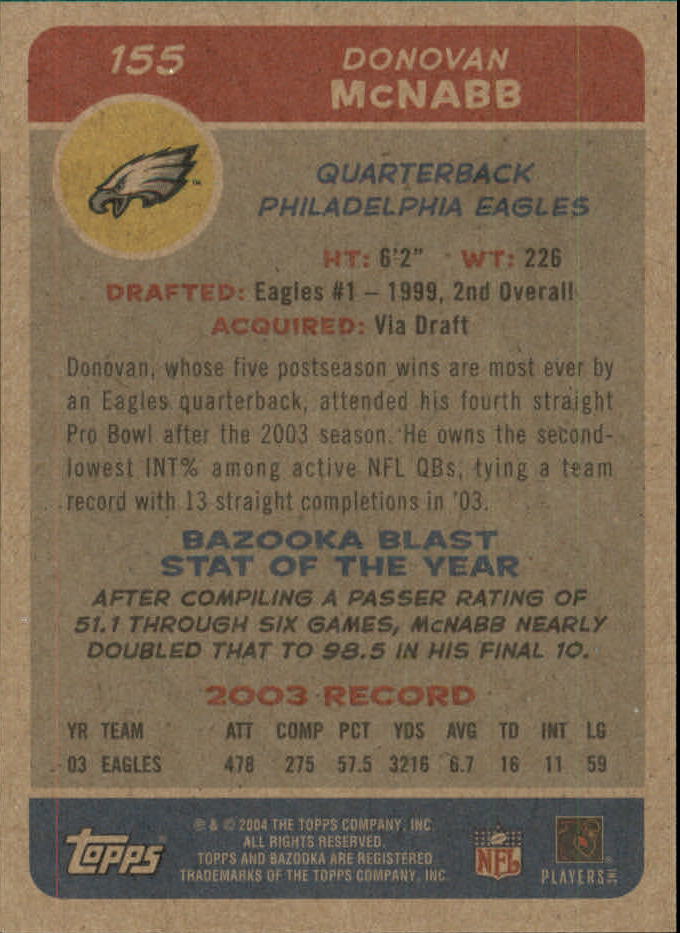 155
DONOVAN
McNABB
QUARTERBACK
PHILADELPHIA EAGLES
HT: 6'2" WT: 226
DRAFTED: Eagles #1 – 1999, 2nd Overall
ACQUIRED: Via Draft
Donovan, whose five postseason wins are most ever by
an Eagles quarterback, attended his fourth straight
Pro Bowl after the 2003 season. He owns the second-
lowest INT% among active NFL QBs, tying a team
record with 13 straight completions in '03.
BAZOOKA BLAST
STAT OF THE YEAR
AFTER COMPILING A PASSER RATING OF
51.1 THROUGH SIX GAMES, McNABB NEARLY
DOUBLED THAT TO 98.5 IN HIS FINAL 10.
2003 RECORD
YR TEAM ATT COMP PCT YDS AVG TD INT LG
03 EAGLES 478 275 57.5 3216 6.7 16 11 59
topps®
® & © 2004 THE TOPPS COMPANY, INC.
ALL RIGHTS RESERVED.
TOPPS AND BAZOOKA ARE REGISTERED
TRADEMARKS OF THE TOPPS COMPANY, INC.
NFL
PLAYERS INC